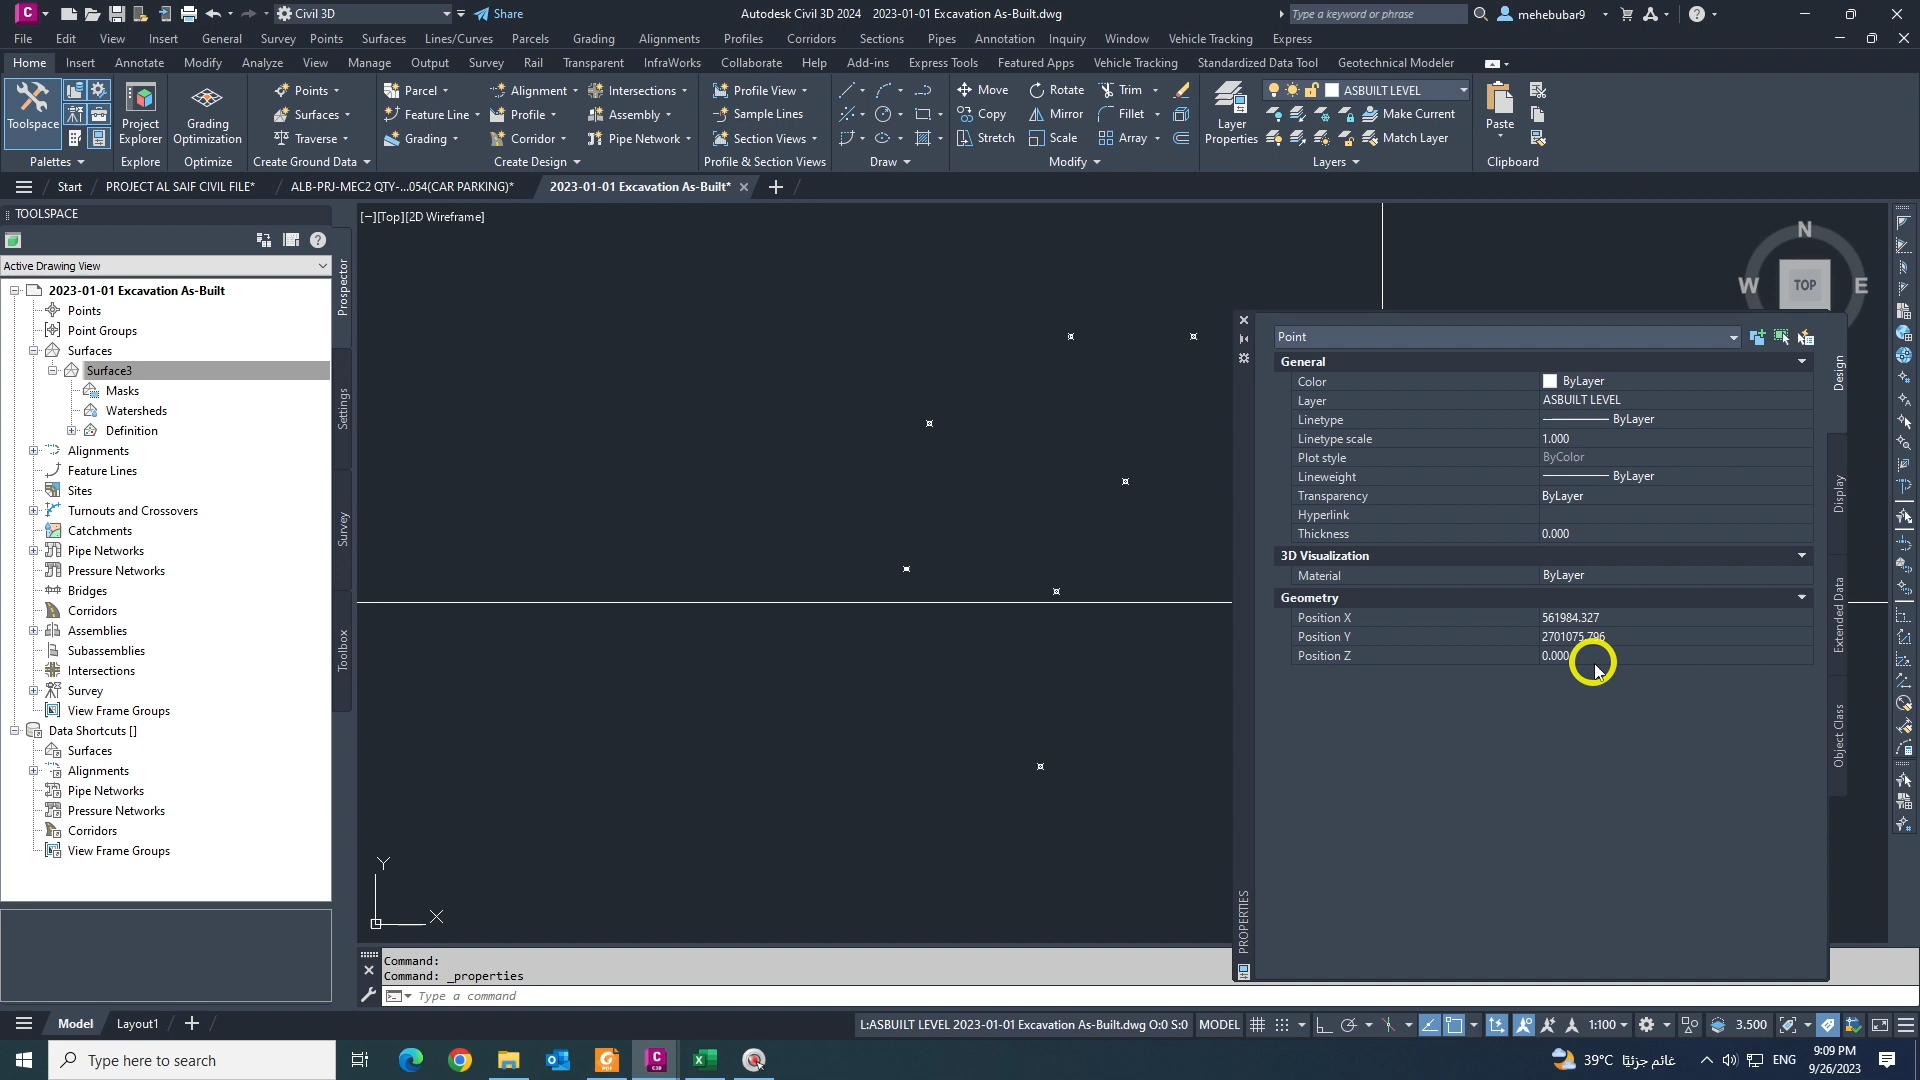 Civil 3D
Share
Autodesk Civil 3D 2024 2023-01-01 Excavation As-Built.dwg
Type a keyword or phrase
mehebubar9
File Edit View Insert General Survey Points Surfaces Lines/Curves Parcels Grading Alignments Profiles Corridors Sections Pipes Annotation Inquiry Window Vehicle Tracking Express
Home Insert Annotate Modify Analyze View Manage Output Survey Rail Transparent InfraWorks Collaborate Help Add-ins Express Tools Featured Apps Vehicle Tracking Standardized Data Tool Geotechnical Modeler
Points Parcel Alignment Intersections Profile View Move Rotate Trim ASBUILT LEVEL
Surfaces Feature Line Profile Assembly Sample Lines Copy Mirror Fillet Make Current
Toolspace
Project Explorer
Grading Optimization
Layer Properties
Paste
Traverse Grading Corridor Pipe Network Section Views Stretch Scale Array Match Layer
Palettes Explore Optimize Create Ground Data Create Design Profile & Section Views Draw Modify Layers Clipboard
Start PROJECT AL SAIF CIVIL FILE* ALB-PRJ-MEC2 QTY-...054(CAR PARKING)* 2023-01-01 Excavation As-Built*
TOOLSPACE
Active Drawing View
2023-01-01 Excavation As-Built
Points
Point Groups
Surfaces
Surface3
Masks
Watersheds
Definition
Alignments
Feature Lines
Sites
Turnouts and Crossovers
Catchments
Pipe Networks
Pressure Networks
Bridges
Corridors
Assemblies
Subassemblies
Intersections
Survey
View Frame Groups
Data Shortcuts []
Surfaces
Alignments
Pipe Networks
Pressure Networks
Corridors
View Frame Groups
Prospector
Settings
Survey
Toolbox
[−][Top][2D Wireframe]
N
W
TOP
E
Y
X
Point
General
Color ByLayer
Layer ASBUILT LEVEL
Linetype ByLayer
Linetype scale 1.000
Plot style ByColor
Lineweight ByLayer
Transparency ByLayer
Hyperlink
Thickness 0.000
3D Visualization
Material ByLayer
Geometry
Position X 561984.327
Position Y 2701075.796
Position Z 0.000
Design
Display
Extended Data
Object Class
PROPERTIES
Command:
Command: _properties
Type a command
Model Layout1
L:ASBUILT LEVEL 2023-01-01 Excavation As-Built.dwg O:0 S:0 MODEL 1:100 3.500
Type here to search
39°C غائم جزئيًا
ENG
9:09 PM
9/26/2023